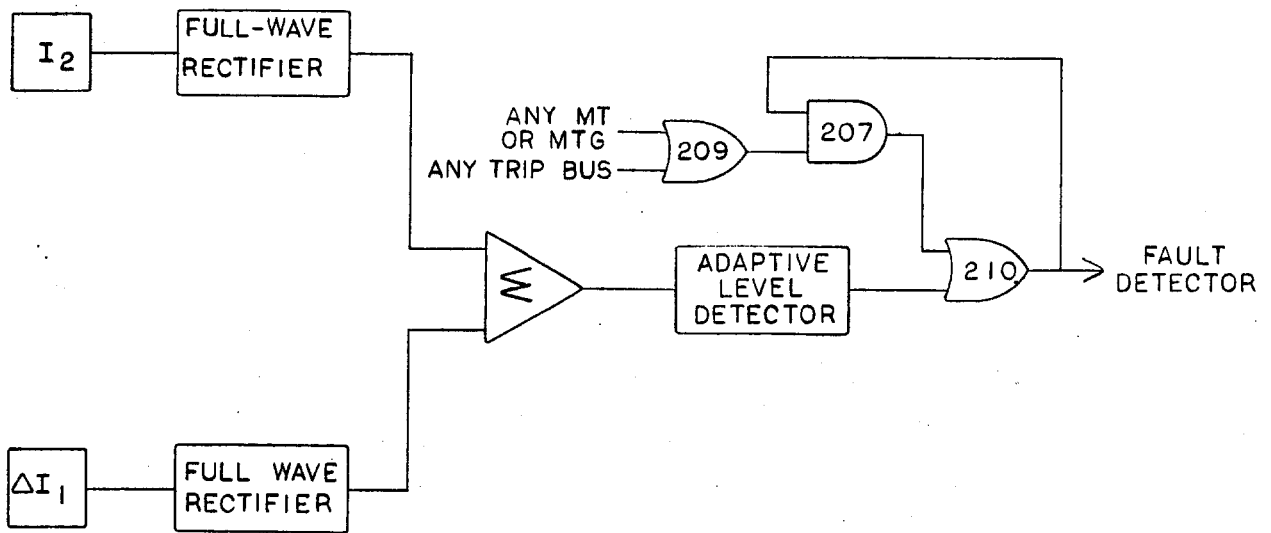 I2
FULL-WAVE
RECTIFIER
ANY MT
OR MTG
ANY TRIP BUS
209
207
210
FAULT
DETECTOR
Σ
ADAPTIVE
LEVEL
DETECTOR
ΔI1
FULL WAVE
RECTIFIER